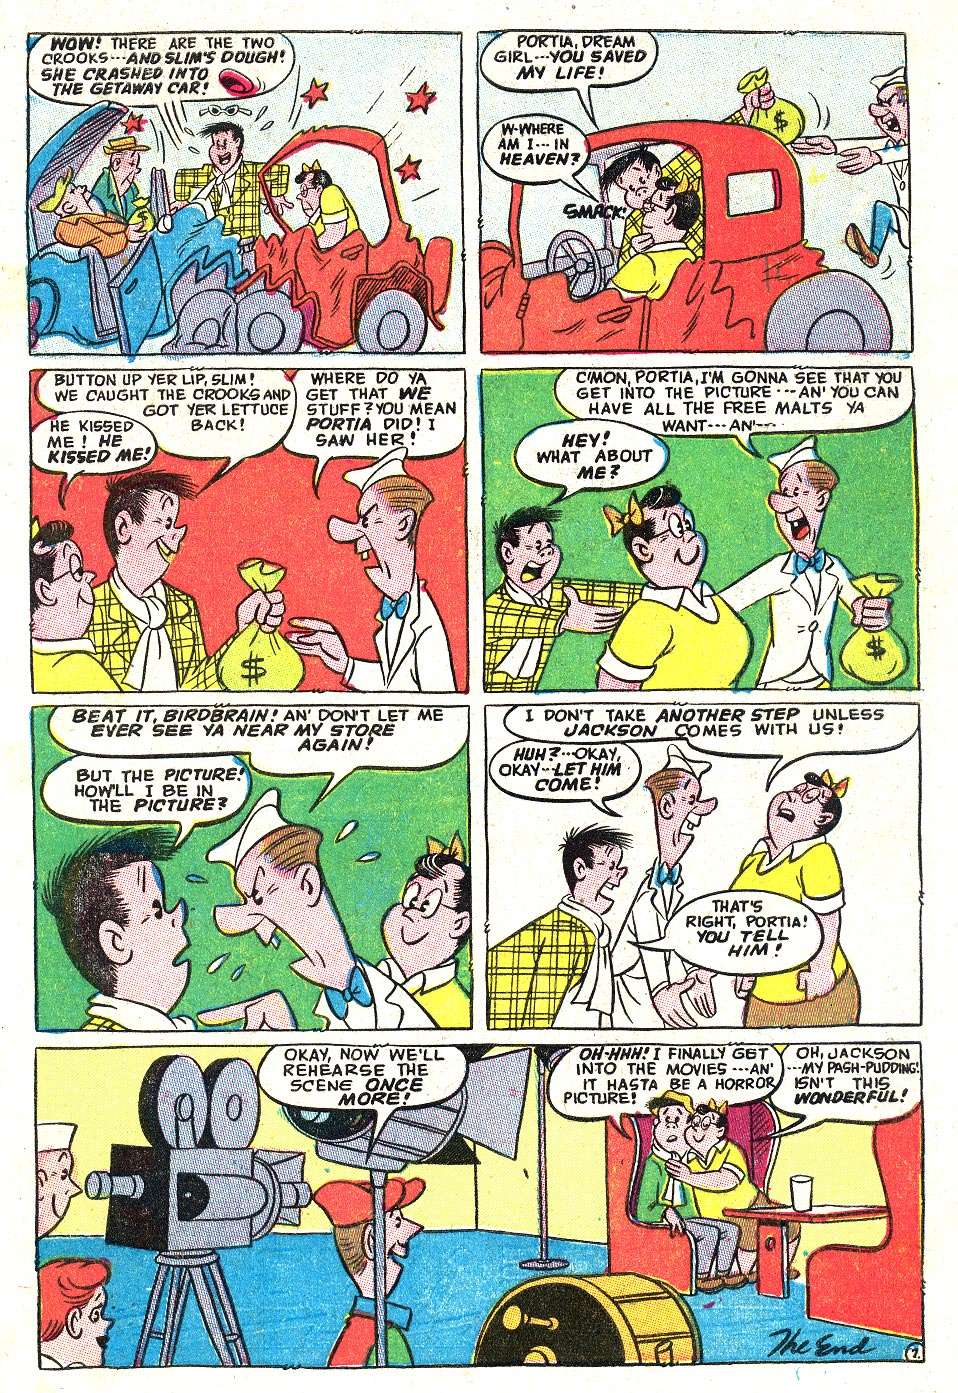 WOW! THERE ARE THE TWO
CROOKS---AND SLIM'S DOUGH!
SHE CRASHED INTO
THE GETAWAY CAR!
PORTIA, DREAM
GIRL---YOU SAVED
MY LIFE!
W-WHERE
AM I---IN
HEAVEN?
SMACK!
$
BUTTON UP YER LIP, SLIM!
WE CAUGHT THE CROOKS AND
GOT YER LETTUCE
BACK!
HE KISSED
ME! HE
KISSED ME!
WHERE DO YA
GET THAT WE
STUFF? YOU MEAN
PORTIA DID! I
SAW HER!
$
C'MON, PORTIA, I'M GONNA SEE THAT YOU
GET INTO THE PICTURE---AN' YOU CAN
HAVE ALL THE FREE MALTS YA
WANT---AN'---
HEY!
WHAT ABOUT
ME?
$
BEAT IT, BIRDBRAIN! AN' DON'T LET ME
EVER SEE YA NEAR MY STORE
AGAIN!
BUT THE PICTURE!
HOW'LL I BE IN
THE PICTURE?
I DON'T TAKE ANOTHER STEP UNLESS
JACKSON COMES WITH US!
HUH?---OKAY,
OKAY---LET HIM
COME!
THAT'S
RIGHT, PORTIA!
YOU TELL
HIM!
OKAY, NOW WE'LL
REHEARSE THE
SCENE ONCE
MORE!
OH-HHH! I FINALLY GET
INTO THE MOVIES---AN'
IT HASTA BE A HORROR
PICTURE!
OH, JACKSON
---MY PASH-PUDDING!
ISN'T THIS
WONDERFUL!
The End
7.